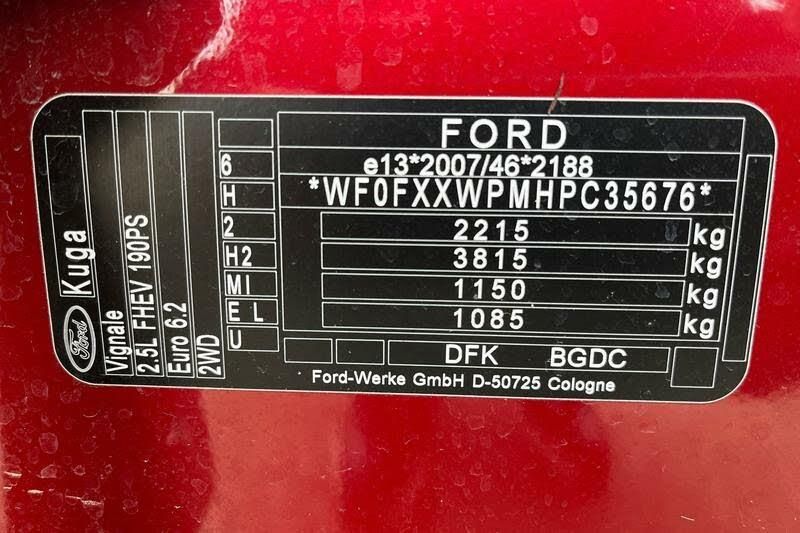 FORD
6 e13*2007/46*2188
H *WF0FXXWPMHPC35676*
2 2215 kg
H2 3815 kg
MI 1150 kg
E L 1085 kg
U DFK BGDC
Ford-Werke GmbH D-50725 Cologne
Ford Kuga
Vignale
2.5L FHEV 190PS
Euro 6.2
2WD